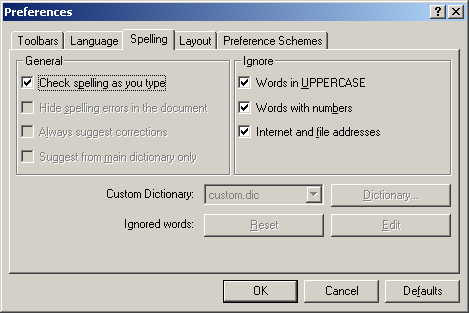 Preferences
Toolbars Language Spelling Layout Preference Schemes
General
Check spelling as you type
Hide spelling errors in the document
Always suggest corrections
Suggest from main dictionary only
Ignore
Words in UPPERCASE
Words with numbers
Internet and file addresses
Custom Dictionary: custom.dic Dictionary...
Ignored words: Reset Edit
OK Cancel Defaults